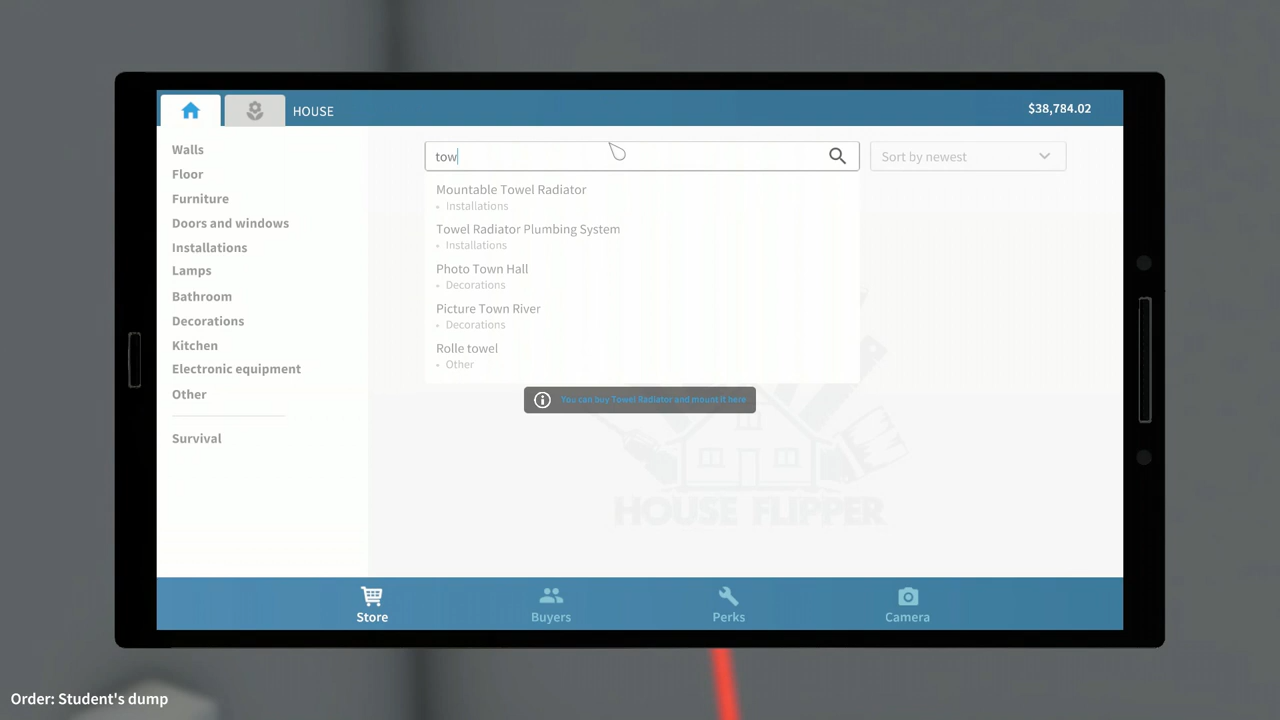 HOUSE
$38,784.02
Walls
Floor
Furniture
Doors and windows
Installations
Lamps
Bathroom
Decorations
Kitchen
Electronic equipment
Other
Survival
tow
Sort by newest
Mountable Towel Radiator
• Installations
Towel Radiator Plumbing System
• Installations
Photo Town Hall
• Decorations
Picture Town River
• Decorations
Rolle towel
• Other
You can buy Towel Radiator and mount it here
HOUSE FLIPPER
Store
Buyers
Perks
Camera
Order: Student's dump